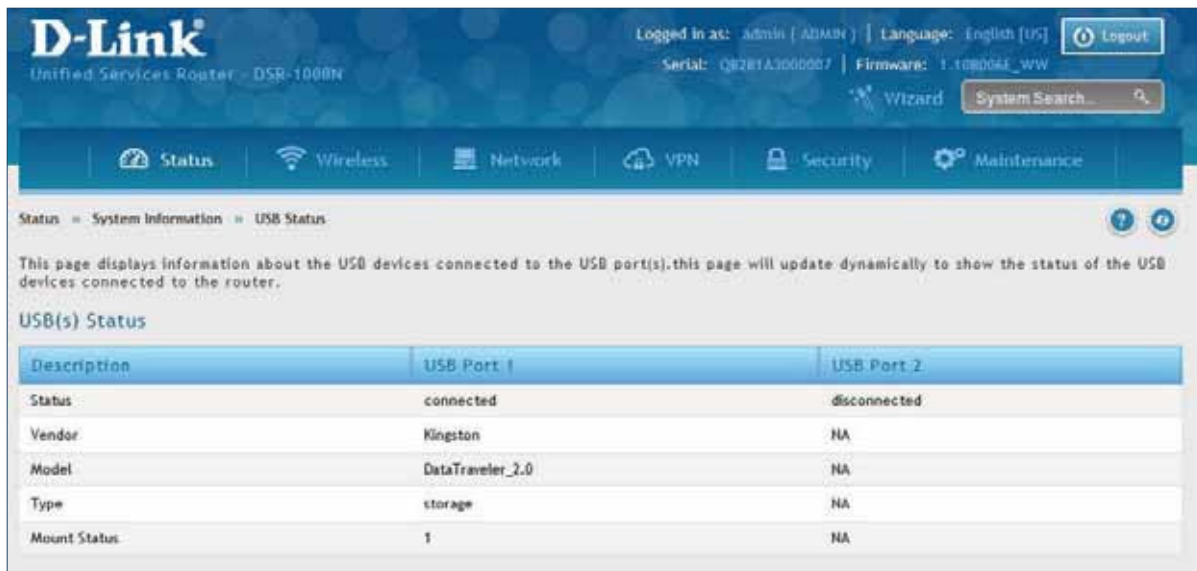 D-Link
Logged in as: admin ( ADMIN ) | Language: English [US]
Logout
Unified Services Router - DSR-1000N
Serial: | Firmware:
Wizard
System Search...
Status
Wireless
Network
VPN
Security
Maintenance
Status » System Information » USB Status
This page displays information about the USB devices connected to the USB port(s).this page will update dynamically to show the status of the USB
devices connected to the router.
USB(s) Status
Description USB Port 1 USB Port 2
Status connected disconnected
Vendor Kingston NA
Model DataTraveler_2.0 NA
Type storage NA
Mount Status 1 NA